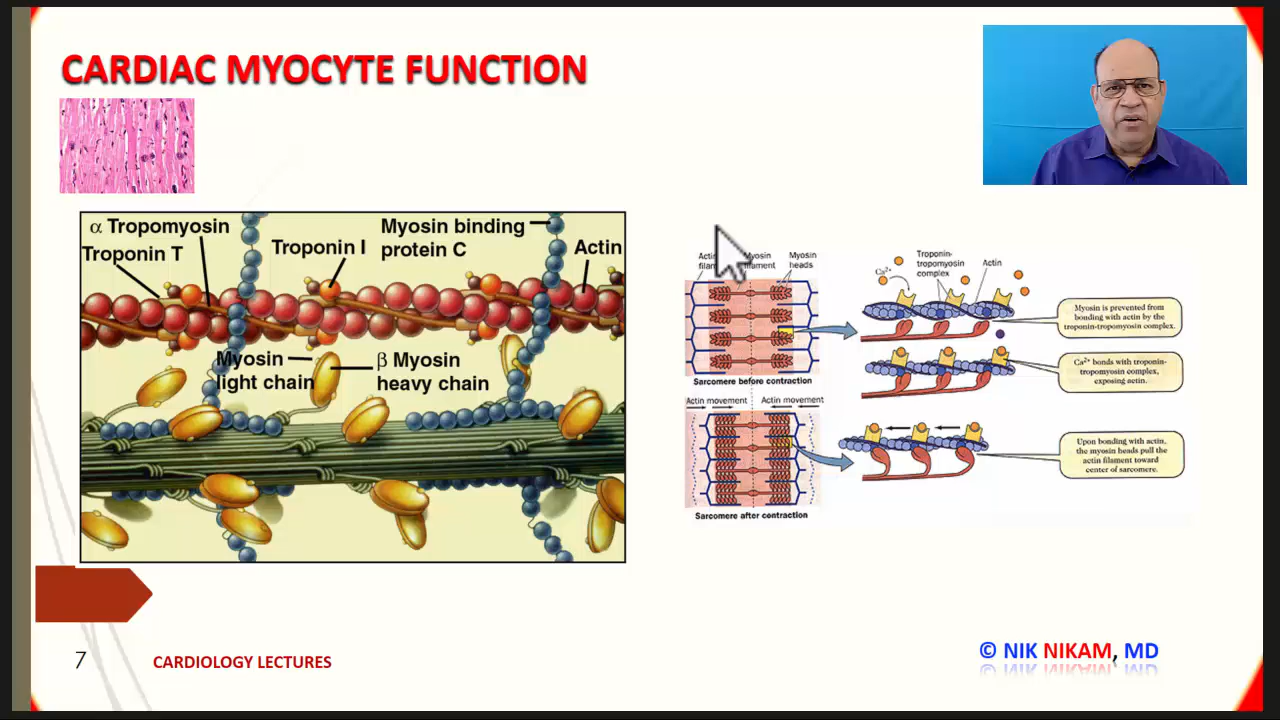 CARDIAC MYOCYTE FUNCTION
α Tropomyosin
Troponin T
Troponin I
Myosin binding
protein C
Actin
Myosin
light chain
β Myosin
heavy chain
Myosin
heads
Sarcomere before contraction
Actin movement
Actin movement
Sarcomere after contraction
Ca2+
Troponin-
tropomyosin
complex
Actin
Myosin is prevented from
bonding with actin by the
troponin-tropomyosin complex.
Ca2+ bonds with troponin-
tropomyosin complex,
exposing actin.
Upon bonding with actin,
the myosin heads pull the
actin filament toward
center of sarcomere.
7
CARDIOLOGY LECTURES
© NIK NIKAM, MD